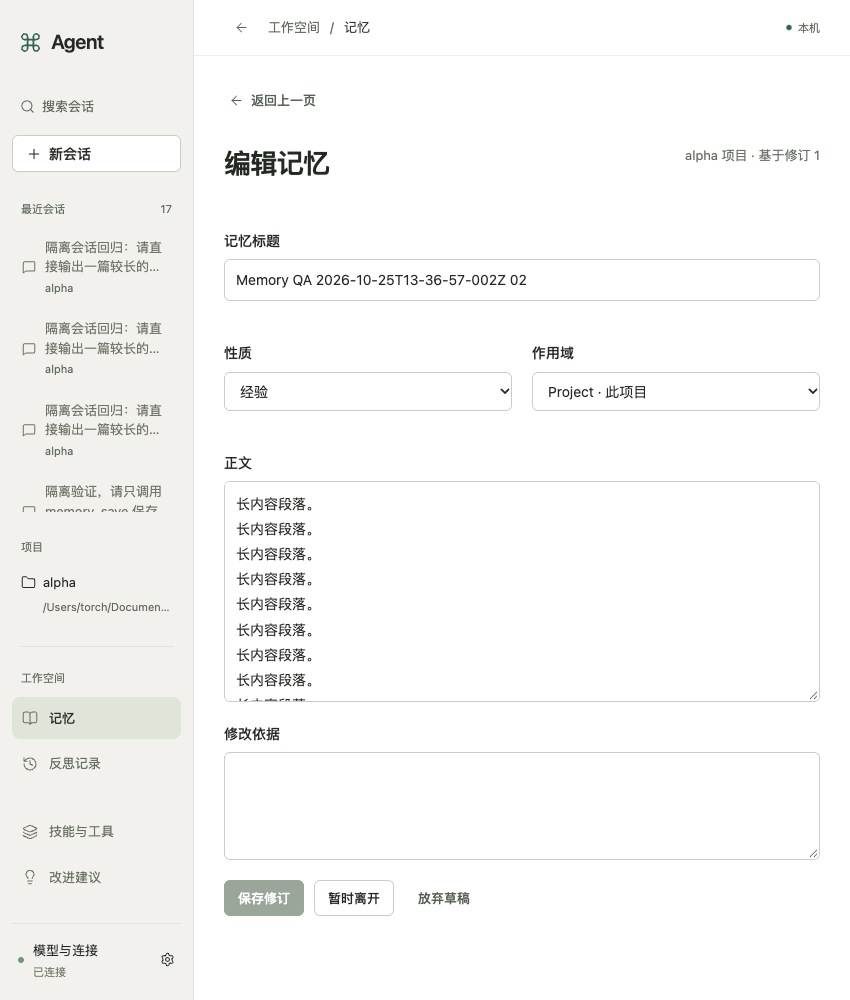 Agent
搜索会话
新会话
最近会话 17
隔离会话回归：请直
接输出一篇较长的...
alpha
隔离会话回归：请直
接输出一篇较长的...
alpha
隔离会话回归：请直
接输出一篇较长的...
alpha
隔离验证，请只调用
memory_save 保存
项目
alpha
/Users/torch/Documen...
工作空间
记忆
反思记录
技能与工具
改进建议
模型与连接
已连接
工作空间 / 记忆
本机
返回上一页
编辑记忆
alpha 项目 · 基于修订 1
记忆标题
Memory QA 2026-10-25T13-36-57-002Z 02
性质 作用域
经验 Project · 此项目
正文
长内容段落。
长内容段落。
长内容段落。
长内容段落。
长内容段落。
长内容段落。
长内容段落。
长内容段落。
修改依据
保存修订 暂时离开 放弃草稿